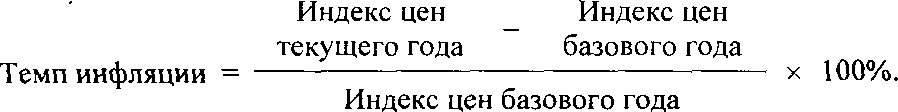 Индекс цен Индекс цен
текущего года – базового года
Темп инфляции = × 100%.
Индекс цен базового года